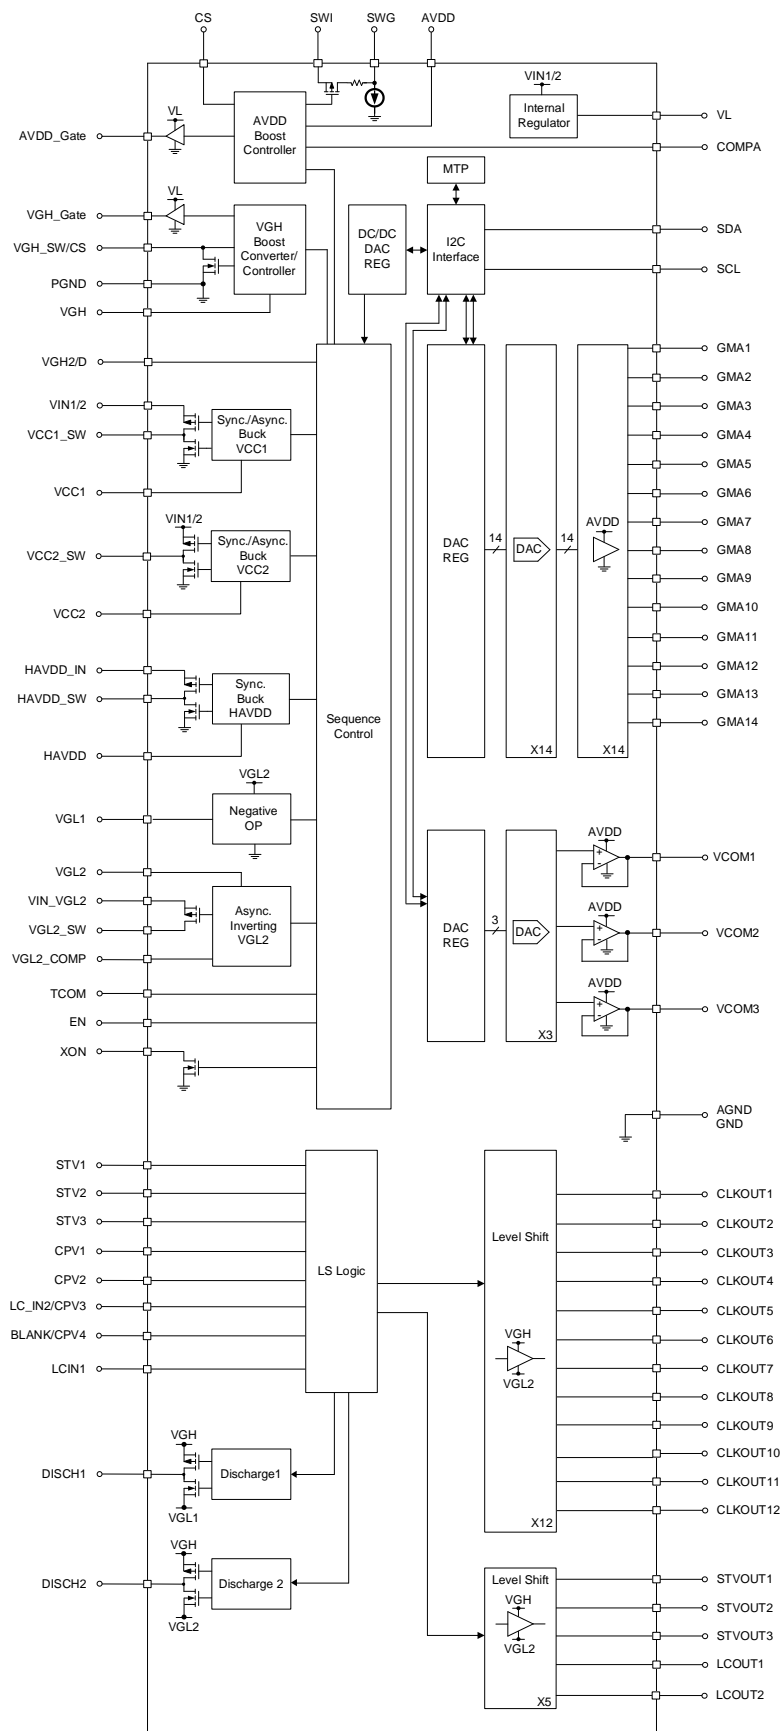 CS
SWI
SWG
AVDD
VIN1/2
Internal
Regulator
VL
AVDD_Gate
VL
AVDD
Boost
Controller
COMPA
MTP
VGH_Gate
VL
VGH
Boost
Converter/
Controller
VGH_SW/CS
PGND
VGH
DC/DC
DAC
REG
I2C
Interface
SDA
SCL
VGH2/D
VIN1/2
VCC1_SW
VCC1
Sync./Async.
Buck
VCC1
VIN1/2
VCC2_SW
VCC2
Sync./Async.
Buck
VCC2
HAVDD_IN
HAVDD_SW
HAVDD
Sync.
Buck
HAVDD
Sequence
Control
VGL2
VGL1
Negative
OP
VGL2
VIN_VGL2
VGL2_SW
VGL2_COMP
Async.
Inverting
VGL2
TCOM
EN
XON
DAC
REG
14
DAC
X14
14
AVDD
X14
GMA1
GMA2
GMA3
GMA4
GMA5
GMA6
GMA7
GMA8
GMA9
GMA10
GMA11
GMA12
GMA13
GMA14
DAC
REG
3
DAC
X3
AVDD
+
-
VCOM1
AVDD
+
-
VCOM2
AVDD
+
-
VCOM3
AGND
GND
STV1
STV2
STV3
CPV1
CPV2
LC_IN2/CPV3
BLANK/CPV4
LCIN1
LS Logic
Level Shift
VGH
VGL2
X12
CLKOUT1
CLKOUT2
CLKOUT3
CLKOUT4
CLKOUT5
CLKOUT6
CLKOUT7
CLKOUT8
CLKOUT9
CLKOUT10
CLKOUT11
CLKOUT12
VGH
DISCH1
VGL1
Discharge1
VGH
DISCH2
VGL2
Discharge 2
Level Shift
VGH
VGL2
X5
STVOUT1
STVOUT2
STVOUT3
LCOUT1
LCOUT2